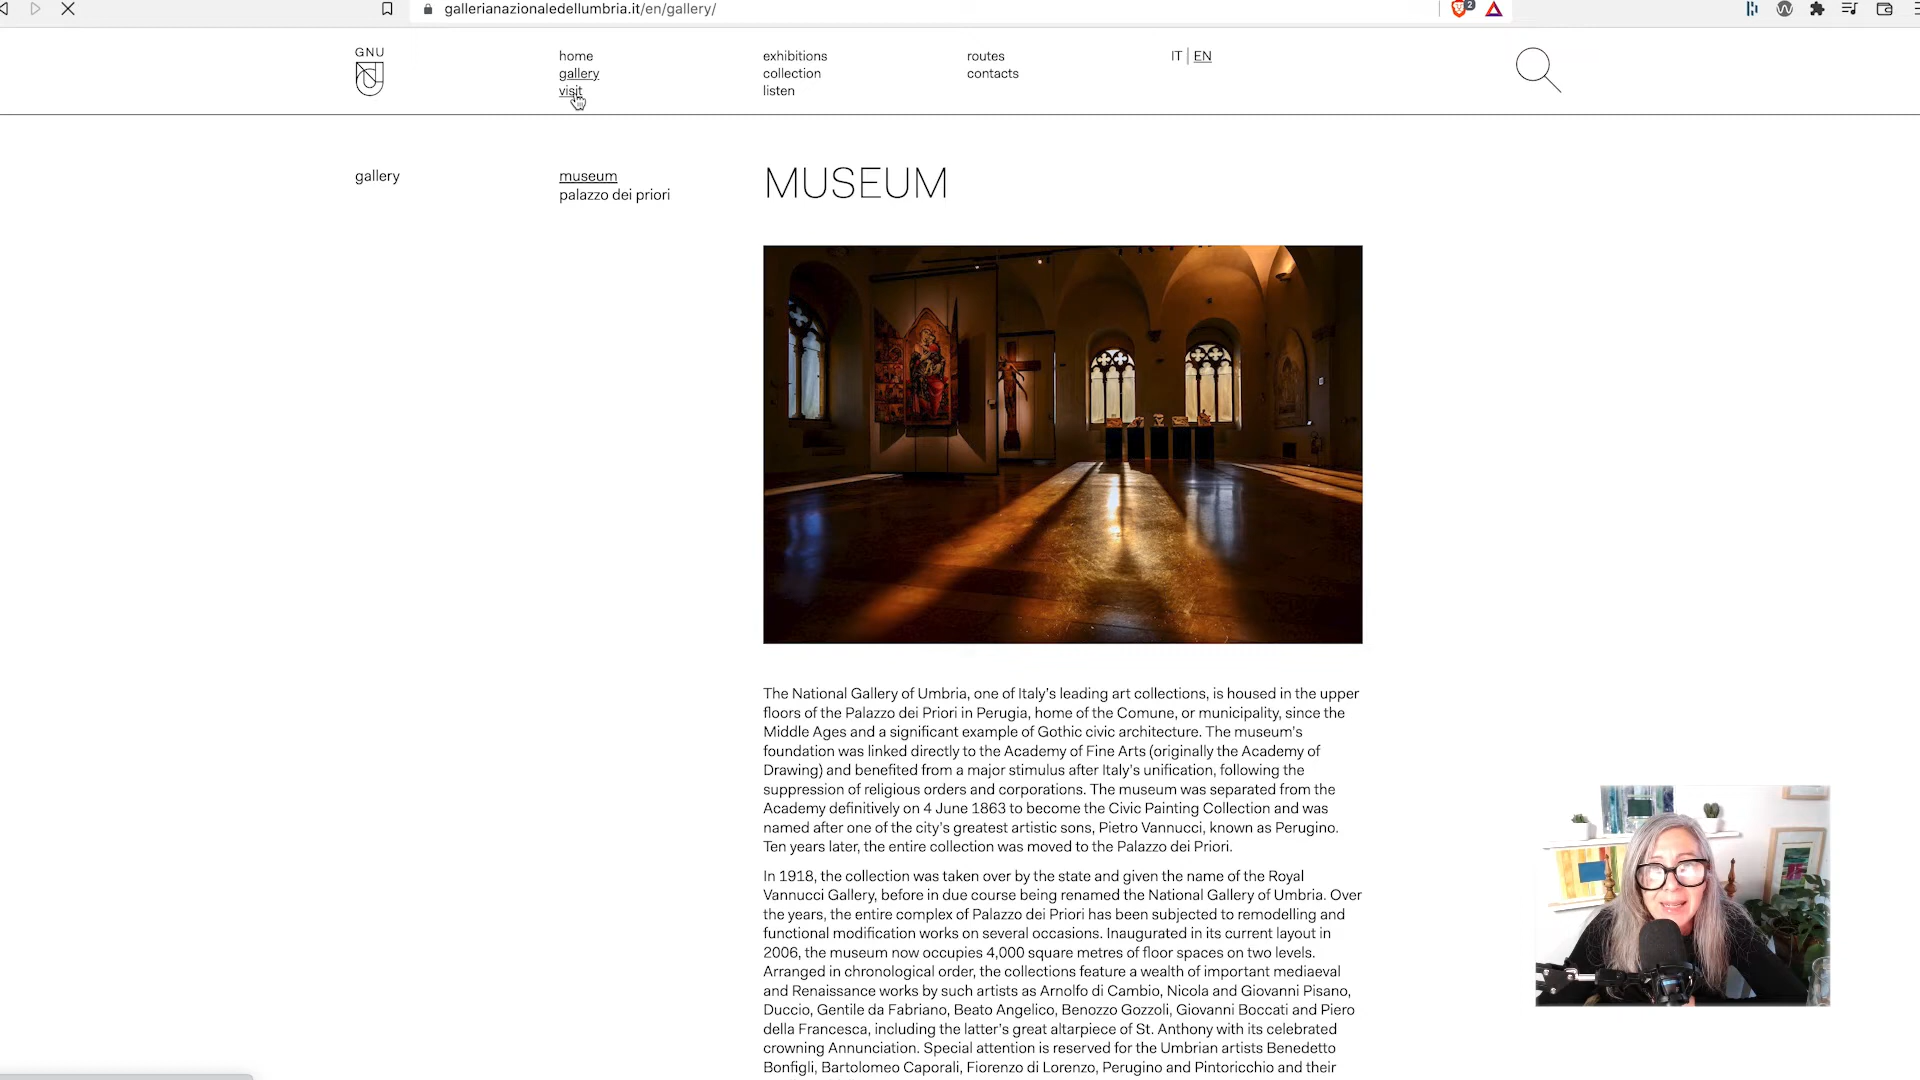 gallerianazionaledellumbria.it/en/gallery/
2
GNU
home
gallery
visit
exhibitions
collection
listen
routes
contacts
IT | EN
gallery
museum
palazzo dei priori
MUSEUM
The National Gallery of Umbria, one of Italy's leading art collections, is housed in the upper
floors of the Palazzo dei Priori in Perugia, home of the Comune, or municipality, since the
Middle Ages and a significant example of Gothic civic architecture. The museum's
foundation was linked directly to the Academy of Fine Arts (originally the Academy of
Drawing) and benefited from a major stimulus after Italy's unification, following the
suppression of religious orders and corporations. The museum was separated from the
Academy definitively on 4 June 1863 to become the Civic Painting Collection and was
named after one of the city's greatest artistic sons, Pietro Vannucci, known as Perugino.
Ten years later, the entire collection was moved to the Palazzo dei Priori.
In 1918, the collection was taken over by the state and given the name of the Royal
Vannucci Gallery, before in due course being renamed the National Gallery of Umbria. Over
the years, the entire complex of Palazzo dei Priori has been subjected to remodelling and
functional modification works on several occasions. Inaugurated in its current layout in
2006, the museum now occupies 4,000 square metres of floor spaces on two levels.
Arranged in chronological order, the collections feature a wealth of important mediaeval
and Renaissance works by such artists as Arnolfo di Cambio, Nicola and Giovanni Pisano,
Duccio, Gentile da Fabriano, Beato Angelico, Benozzo Gozzoli, Giovanni Boccati and Piero
della Francesca, including the latter's great altarpiece of St. Anthony with its celebrated
crowning Annunciation. Special attention is reserved for the Umbrian artists Benedetto
Bonfigli, Bartolomeo Caporali, Fiorenzo di Lorenzo, Perugino and Pintoricchio and their